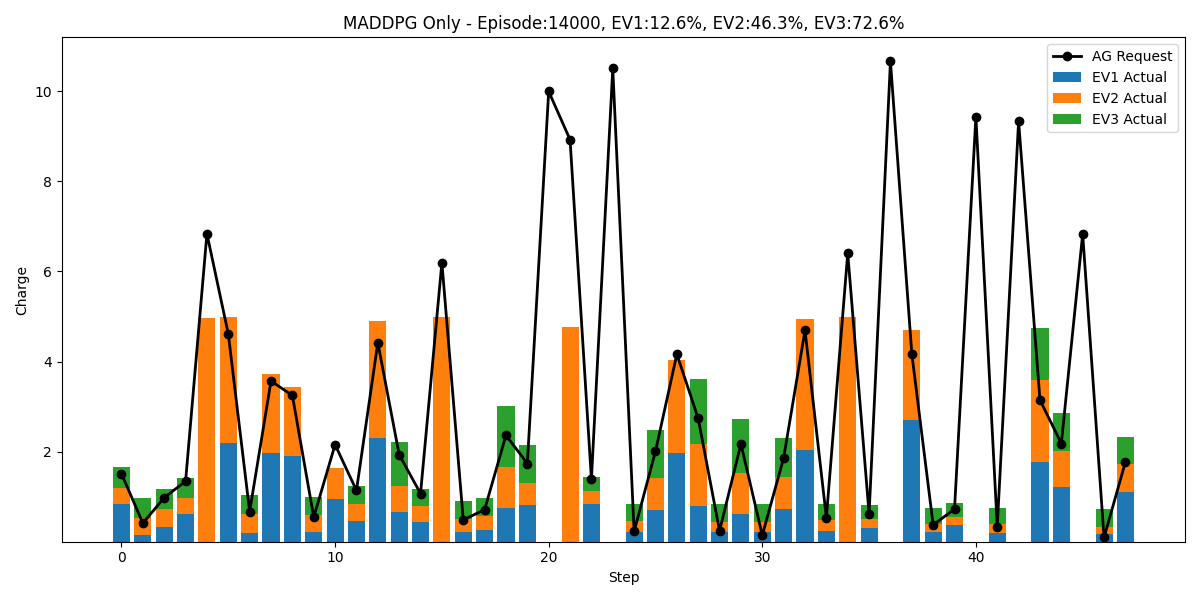 MADDPG Only - Episode:14000, EV1:12.6%, EV2:46.3%, EV3:72.6%
AG Request
EV1 Actual
EV2 Actual
EV3 Actual
Charge
10
8
6
4
2
0
10
20
30
40
Step